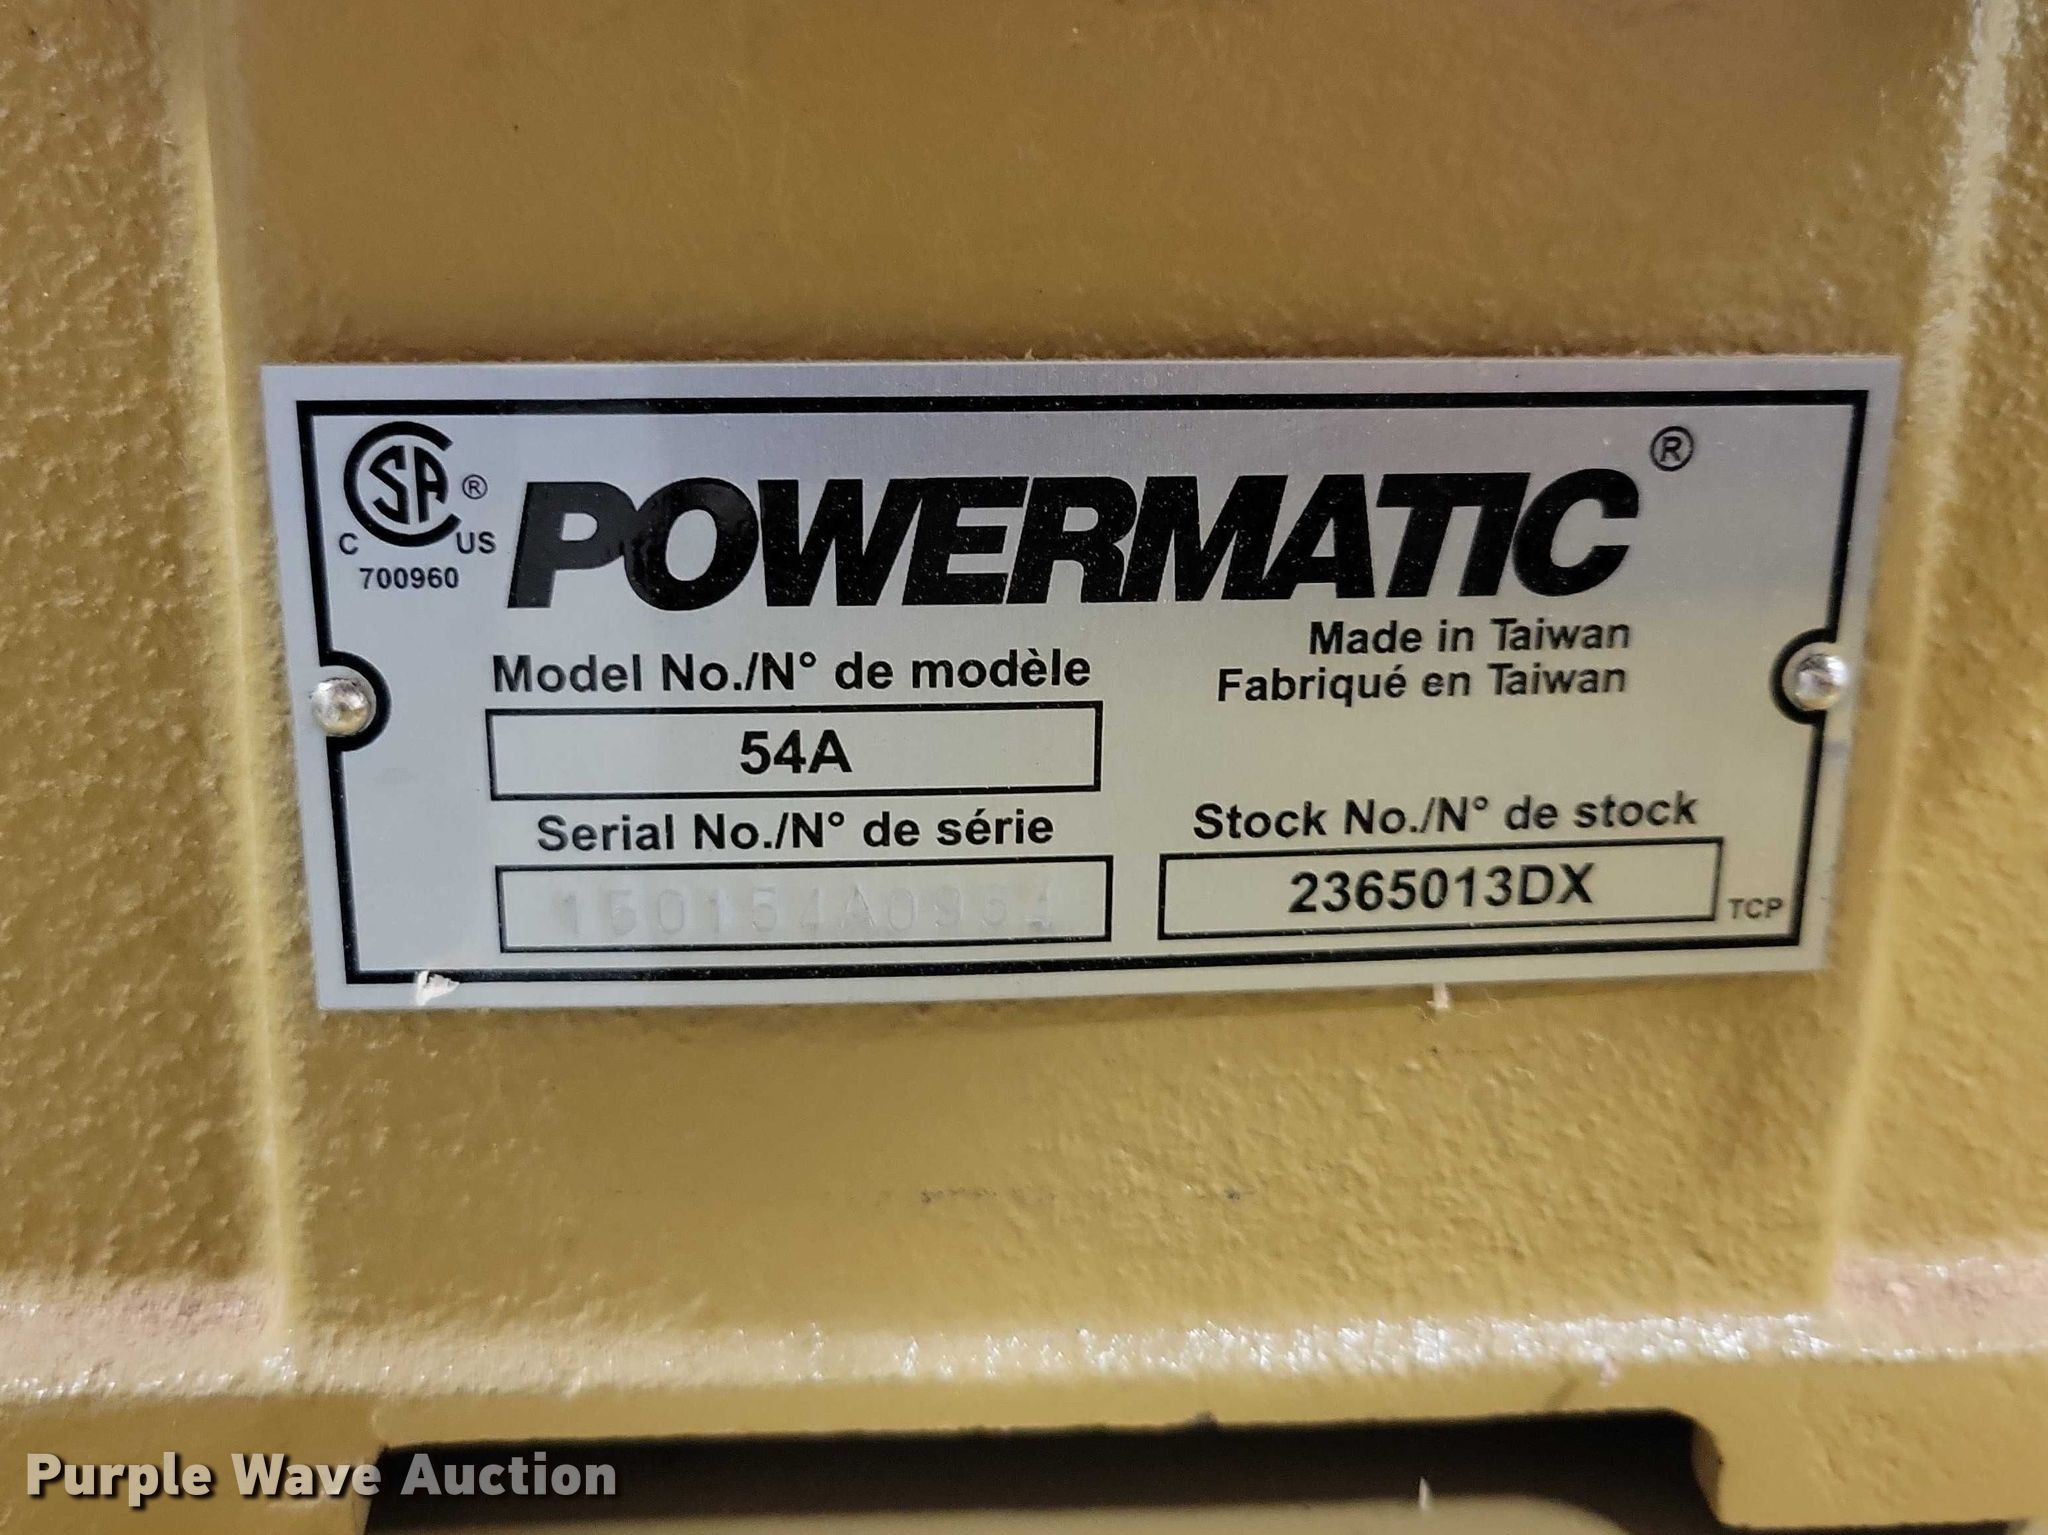 CSA®
C US
700960
POWERMATIC®
Made in Taiwan
Fabriqué en Taiwan
Model No./N° de modèle
54A
Serial No./N° de série
Stock No./N° de stock
2365013DX
TCP
Purple Wave Auction